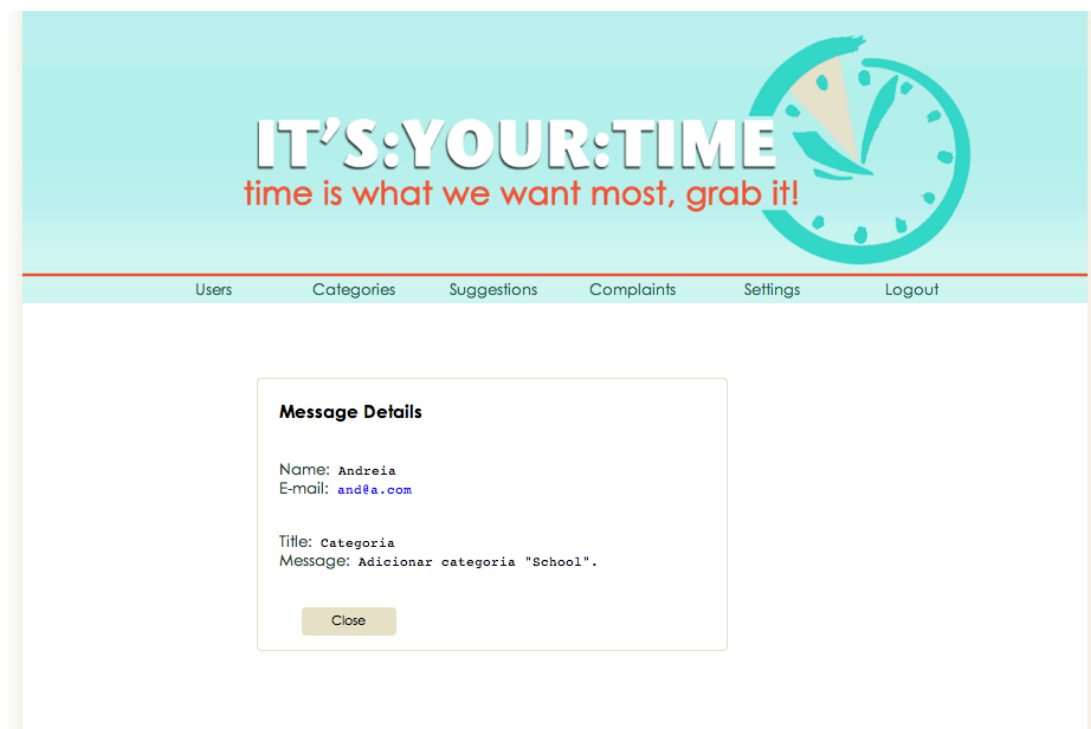 IT'S:YOUR:TIME
time is what we want most, grab it!
Users Categories Suggestions Complaints Settings Logout
Message Details
Name: Andreia
E-mail: and@a.com
Title: Categoria
Message: Adicionar categoria "School".
Close